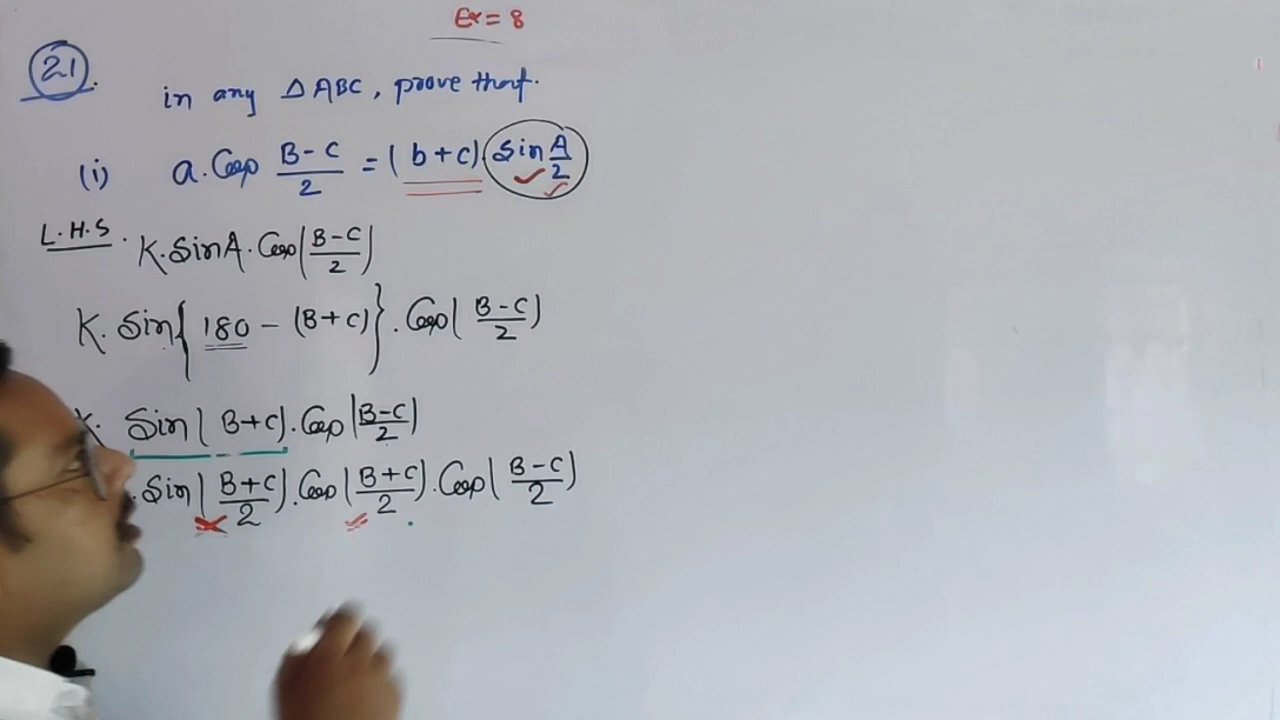 Ex = 8
21.
in any △ABC, prove that.
(i) a. Cos B-C/2 = (b+c) Sin A/2
L.H.S. K. SinA. Cos(B-C/2)
K. Sin{180 - (B+C)}. Cos(B-C/2)
K. Sin(B+C). Cos(B-C/2)
. Sin(B+C/2). Cos(B+C/2). Cos(B-C/2)